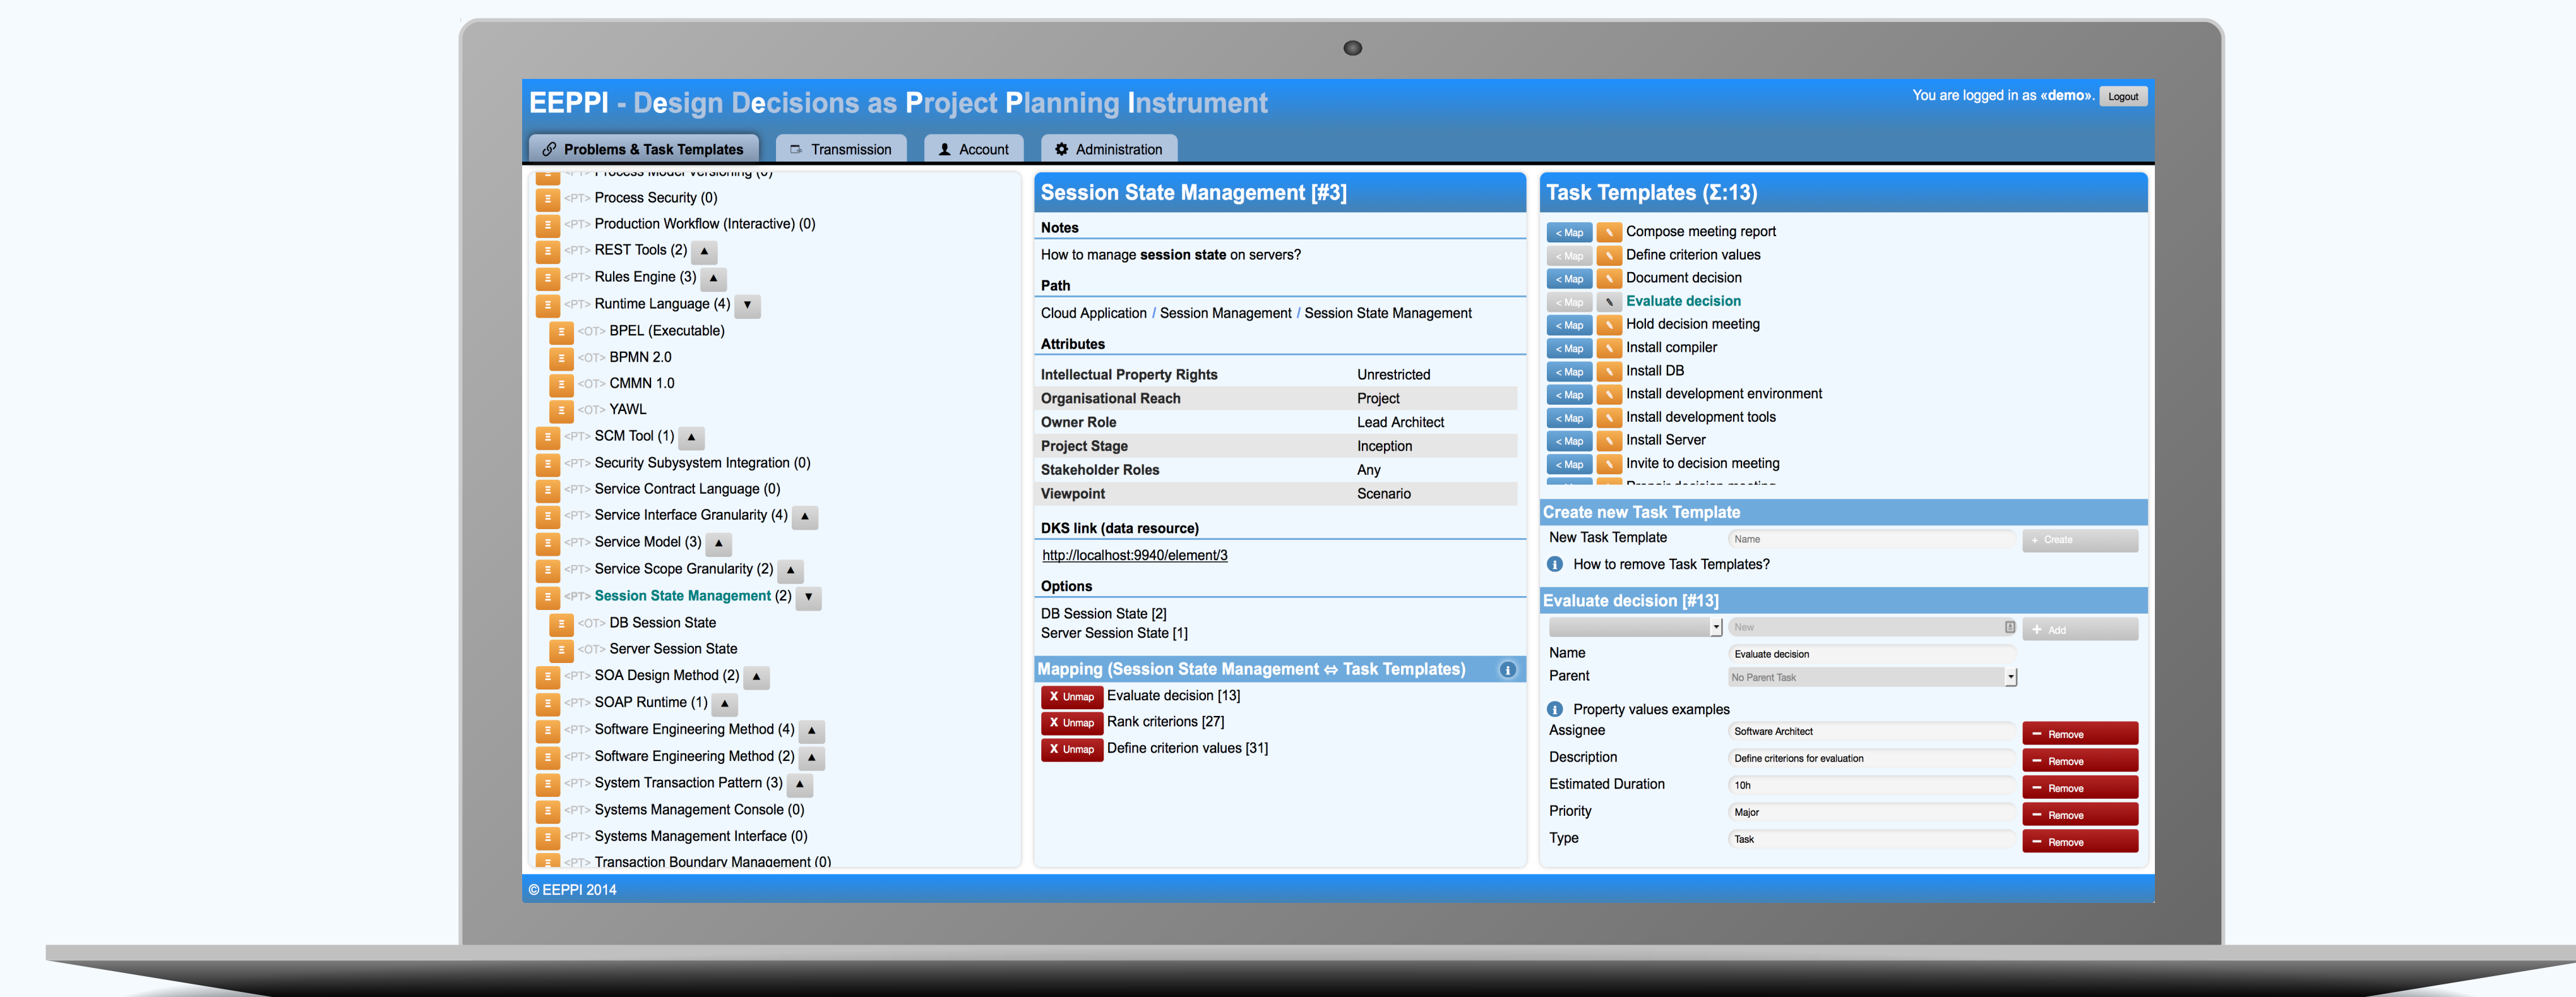 EEPPI - Design Decisions as Project Planning Instrument
You are logged in as «demo». Logout
Problems & Task Templates
Transmission
Account
Administration
<PT> Process Model Versioning (0)
<PT> Process Security (0)
<PT> Production Workflow (Interactive) (0)
<PT> REST Tools (2) ▲
<PT> Rules Engine (3) ▲
<PT> Runtime Language (4) ▼
<OT> BPEL (Executable)
<OT> BPMN 2.0
<OT> CMMN 1.0
<OT> YAWL
<PT> SCM Tool (1) ▲
<PT> Security Subysystem Integration (0)
<PT> Service Contract Language (0)
<PT> Service Interface Granularity (4) ▲
<PT> Service Model (3) ▲
<PT> Service Scope Granularity (2) ▲
<PT> Session State Management (2) ▼
<OT> DB Session State
<OT> Server Session State
<PT> SOA Design Method (2) ▲
<PT> SOAP Runtime (1) ▲
<PT> Software Engineering Method (4) ▲
<PT> Software Engineering Method (2) ▲
<PT> System Transaction Pattern (3) ▲
<PT> Systems Management Console (0)
<PT> Systems Management Interface (0)
<PT> Transaction Boundary Management (0)
Session State Management [#3]
Notes
How to manage session state on servers?
Path
Cloud Application / Session Management / Session State Management
Attributes
Intellectual Property Rights Unrestricted
Organisational Reach Project
Owner Role Lead Architect
Project Stage Inception
Stakeholder Roles Any
Viewpoint Scenario
DKS link (data resource)
http://localhost:9940/element/3
Options
DB Session State [2]
Server Session State [1]
Mapping (Session State Management ⇔ Task Templates)
X Unmap Evaluate decision [13]
X Unmap Rank criterions [27]
X Unmap Define criterion values [31]
Task Templates (Σ:13)
< Map Compose meeting report
< Map Define criterion values
< Map Document decision
< Map Evaluate decision
< Map Hold decision meeting
< Map Install compiler
< Map Install DB
< Map Install development environment
< Map Install development tools
< Map Install Server
< Map Invite to decision meeting
Create new Task Template
New Task Template Name + Create
How to remove Task Templates?
Evaluate decision [#13]
New + Add
Name Evaluate decision
Parent No Parent Task
Property values examples
Assignee Software Architect − Remove
Description Define criterions for evaluation − Remove
Estimated Duration 10h − Remove
Priority Major − Remove
Type Task − Remove
© EEPPI 2014